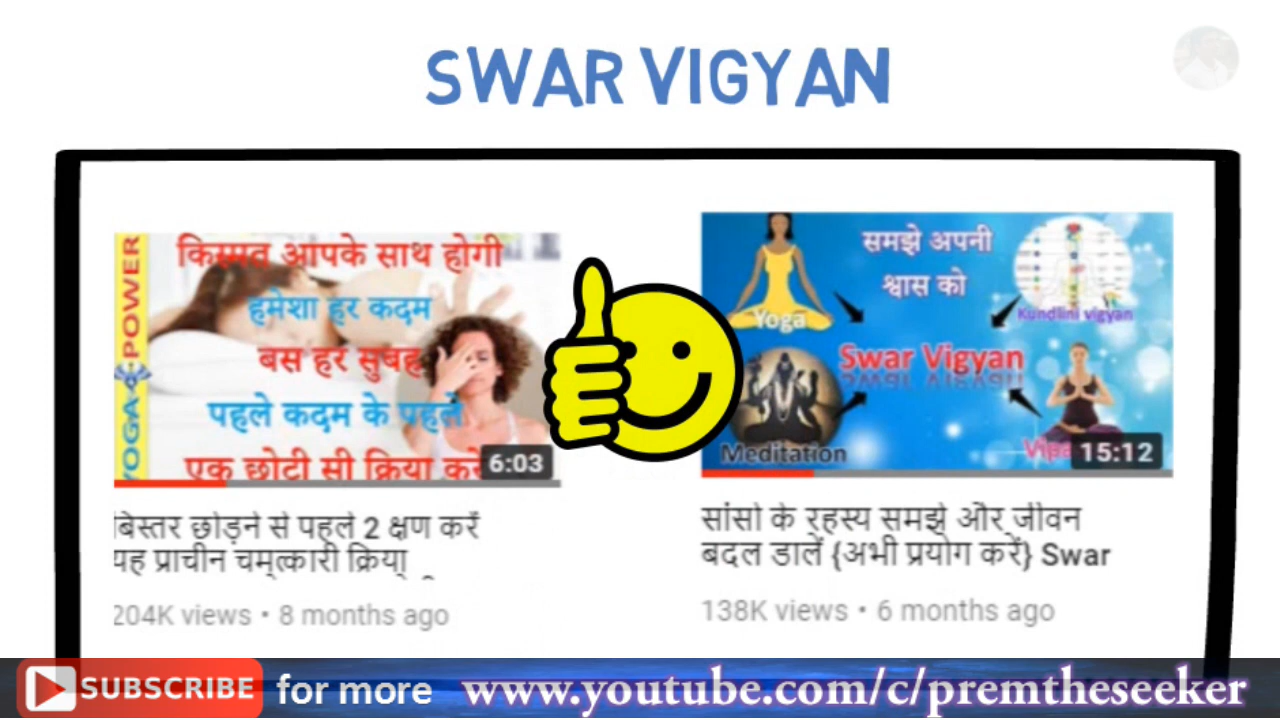 SWAR VIGYAN
YOGA POWER
किस्मत आपके साथ होगी
हमेशा हर कदम
बस हर सुबह
पहले कदम के पहले
एक छोटी सी क्रिया करें
6:03
बिस्तर छोड़ने से पहले 2 क्षण करें
यह प्राचीन चमत्कारी क्रिया
204K views • 8 months ago
समझे अपनी
श्वास को
Yoga
Kundlini vigyan
Swar Vigyan
Meditation
15:12
सांसो के रहस्य समझे और जीवन
बदल डालें {अभी प्रयोग करें} Swar
138K views • 6 months ago
SUBSCRIBE for more www.youtube.com/c/premtheseeker